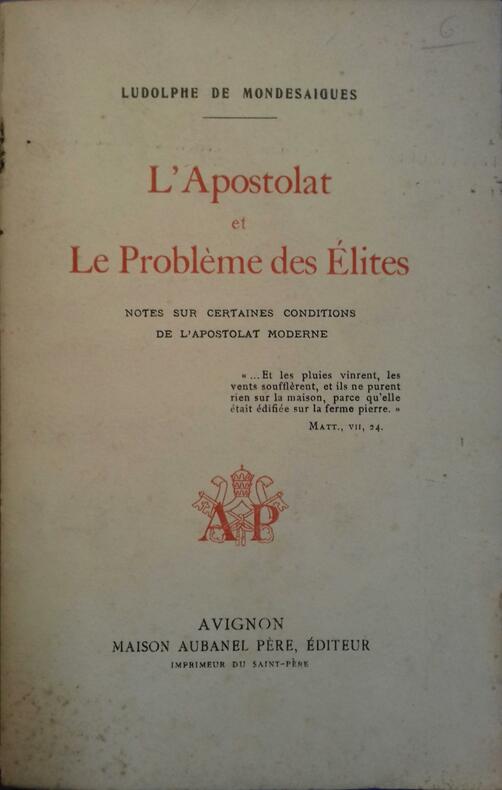 6
LUDOLPHE DE MONDESAIGUES
L'Apostolat
et
Le Problème des Élites
NOTES SUR CERTAINES CONDITIONS
DE L'APOSTOLAT MODERNE
« ...Et les pluies vinrent, les
vents soufflèrent, et ils ne purent
rien sur la maison, parce qu'elle
était édifiée sur la ferme pierre. »
MATT., VII, 24.
AP
AVIGNON
MAISON AUBANEL PÈRE, ÉDITEUR
IMPRIMEUR DU SAINT-PÈRE